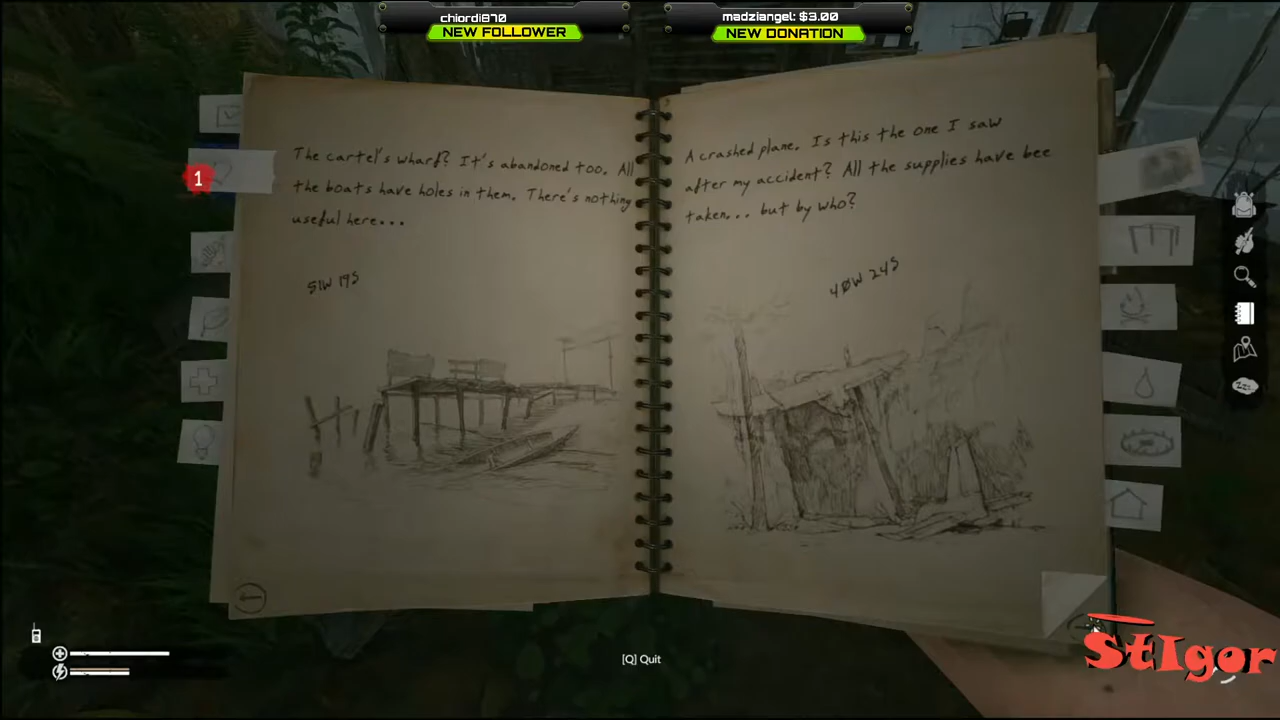 chiordi870
NEW FOLLOWER
madziangel: $3.00
NEW DONATION
1
The cartel's wharf? It's abandoned too. All
the boats have holes in them. There's nothing
useful here...
51W 19S
A crashed plane. Is this the one I saw
after my accident? All the supplies have bee
taken... but by who?
40W 24S
[Q] Quit
StIgor